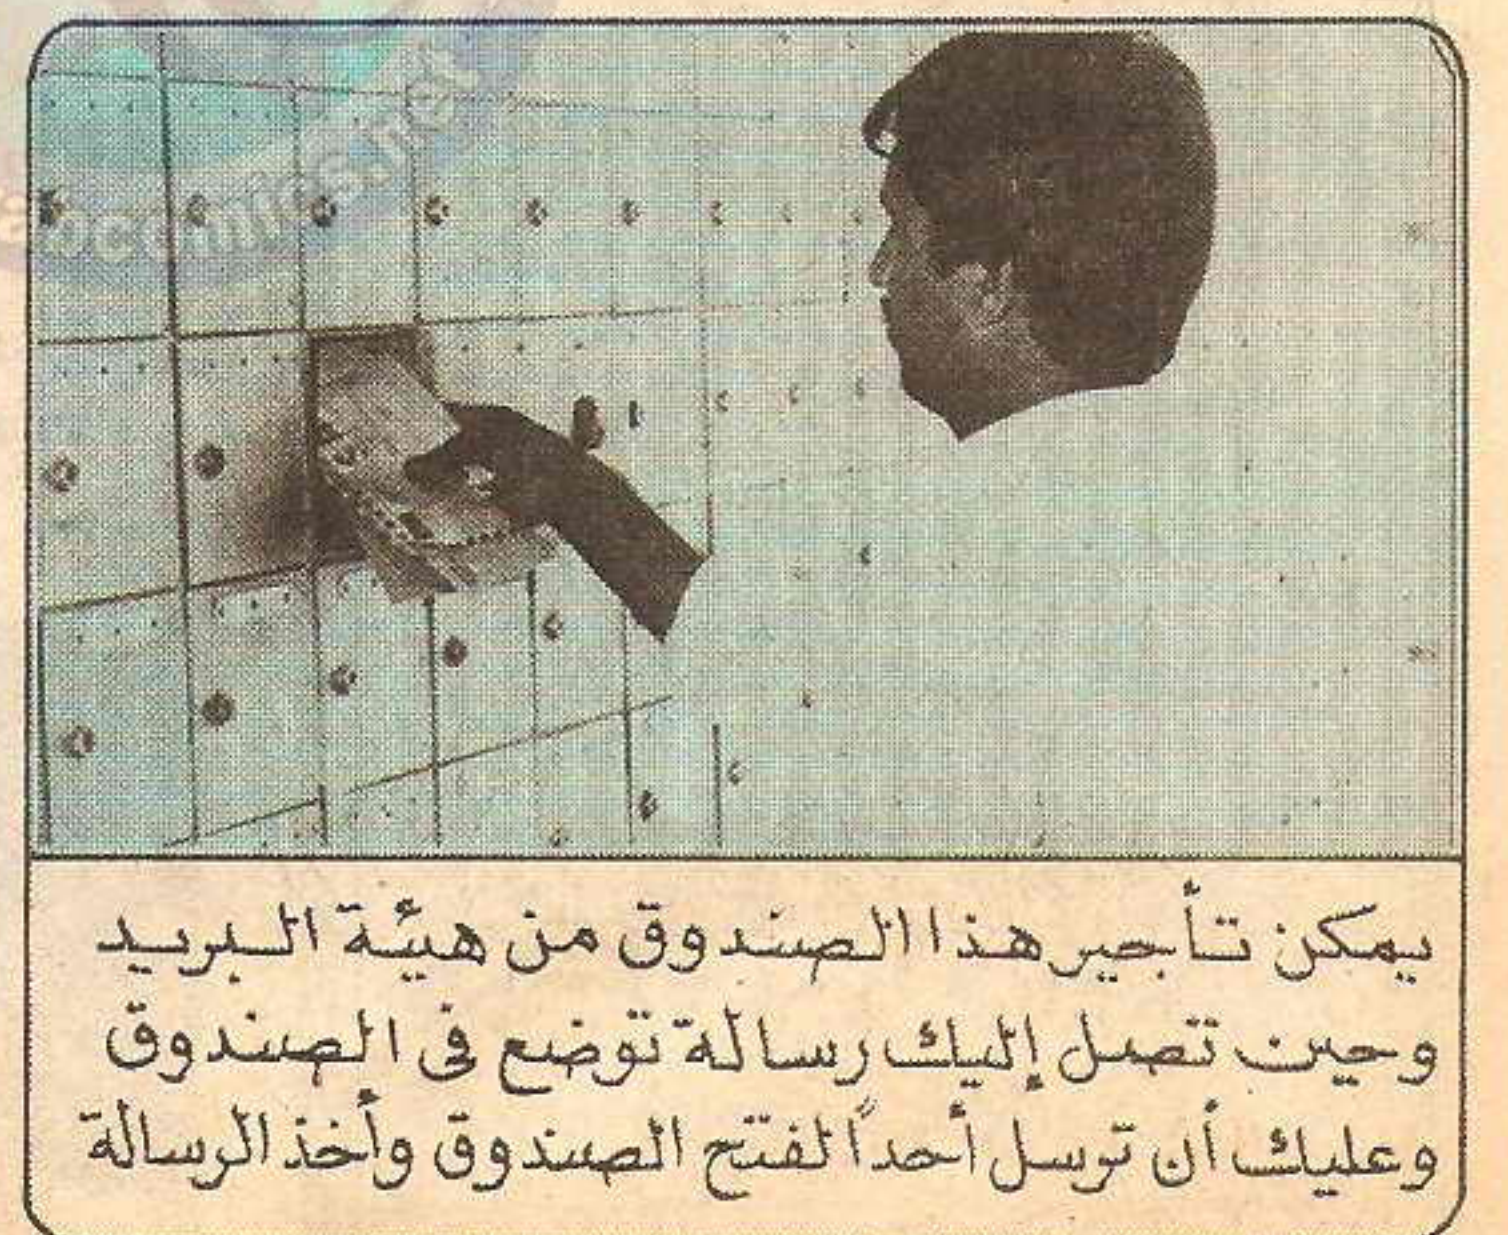 يمكن تأجير هذا الصندوق من هيئة البريد
وحين تصل إليك رسالة توضع فى الصندوق
وعليك أن ترسل أحداً لفتح الصندوق وأخذ الرسالة